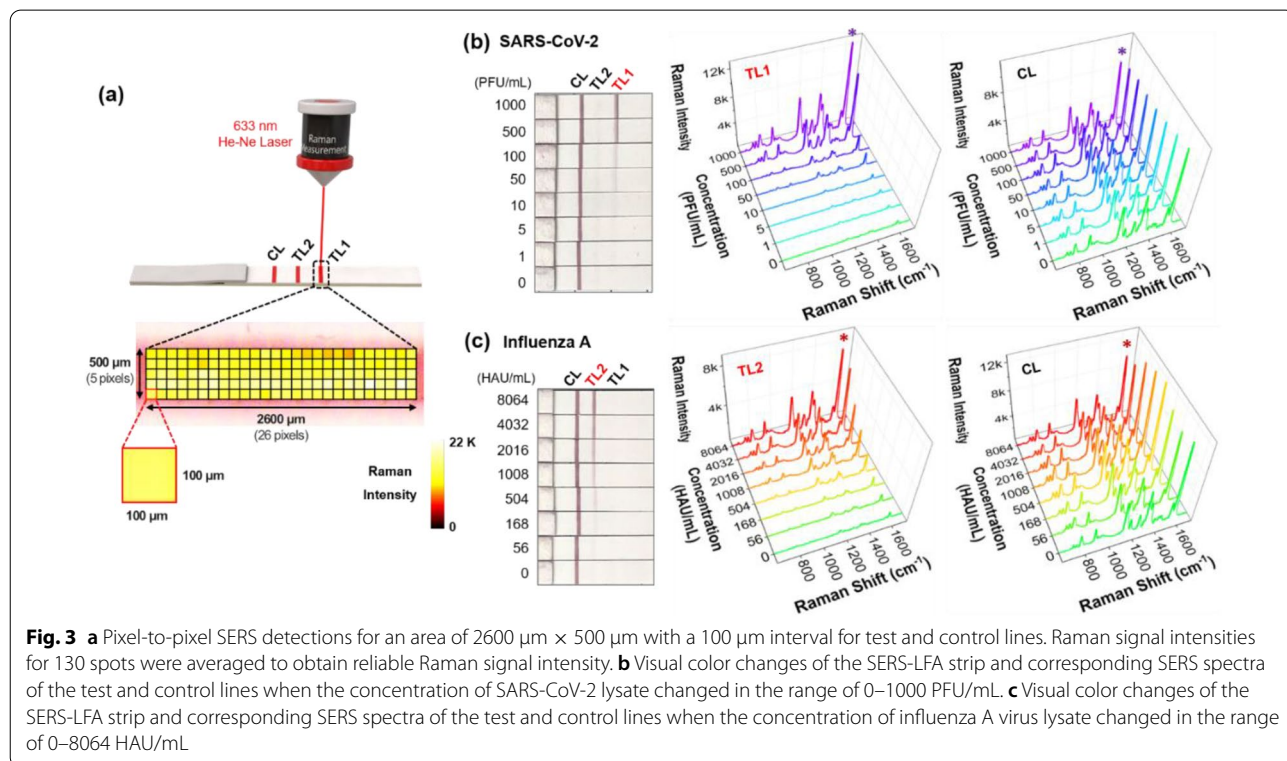 (a)
633 nm
He-Ne Laser
Raman
Measurement
CL
TL2
TL1
500 µm
(5 pixels)
2600 µm
(26 pixels)
100 µm
100 µm
22 K
Raman
Intensity
0
(b) SARS-CoV-2
(PFU/mL)
CL
TL2
TL1
1000
500
100
50
10
5
1
0
TL1
*
Raman Intensity
12k
8k
4k
1000
500
100
50
10
5
1
0
Concentration
(PFU/mL)
800
1000
1200
1400
1600
Raman Shift (cm⁻¹)
CL
*
Raman Intensity
8k
4k
1000
500
100
50
10
5
1
0
Concentration
(PFU/mL)
800
1000
1200
1400
1600
Raman Shift (cm⁻¹)
(c) Influenza A
(HAU/mL)
CL
TL2
TL1
8064
4032
2016
1008
504
168
56
0
TL2
*
Raman Intensity
8k
4k
8064
4032
2016
1008
504
168
56
0
Concentration
(HAU/mL)
800
1000
1200
1400
1600
Raman Shift (cm⁻¹)
CL
*
Raman Intensity
12k
8k
4k
8064
4032
2016
1008
504
168
56
0
Concentration
(HAU/mL)
800
1000
1200
1400
1600
Raman Shift (cm⁻¹)
Fig. 3 a Pixel-to-pixel SERS detections for an area of 2600 µm × 500 µm with a 100 µm interval for test and control lines. Raman signal intensities
for 130 spots were averaged to obtain reliable Raman signal intensity. b Visual color changes of the SERS-LFA strip and corresponding SERS spectra
of the test and control lines when the concentration of SARS-CoV-2 lysate changed in the range of 0–1000 PFU/mL. c Visual color changes of the
SERS-LFA strip and corresponding SERS spectra of the test and control lines when the concentration of influenza A virus lysate changed in the range
of 0–8064 HAU/mL